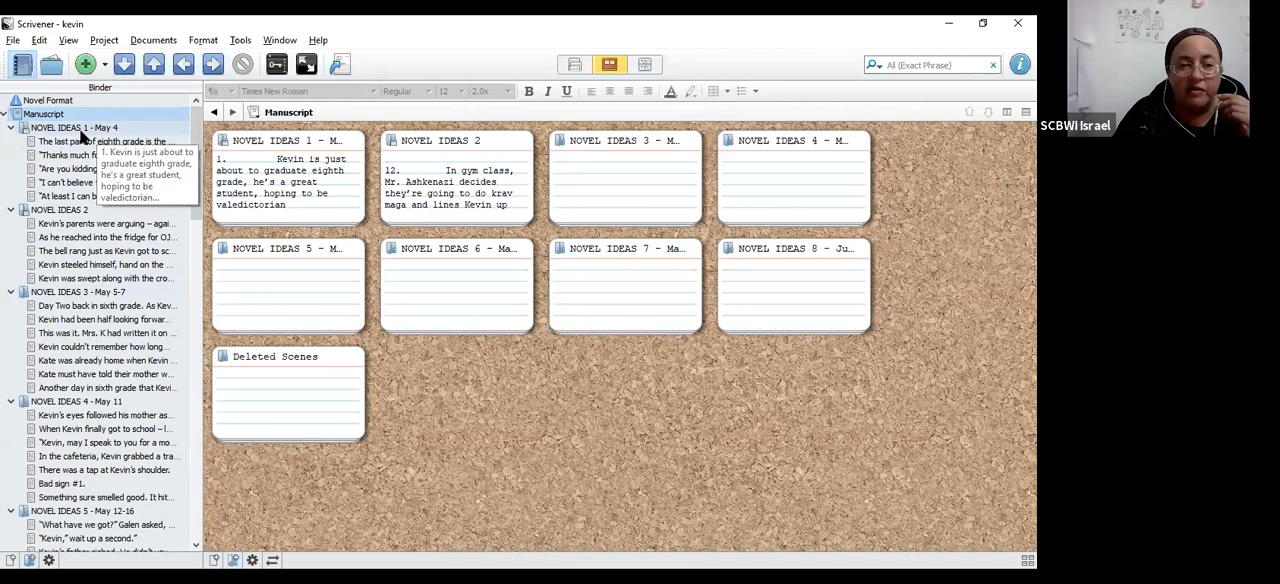 Scrivener - kevin
File Edit View Project Documents Format Tools Window Help
All (Exact Phrase)
Binder
Times New Roman
Regular
12
2.0x
B I U
Novel Format
Manuscript
NOVEL IDEAS 1 - May 4
The last part of eighth grade is the ...
"Thanks much fo
"Are you kidding
"I can't believe
"At least I can b
1. Kevin is just about to
graduate eighth grade,
he's a great student,
hoping to be
valedictorian...
NOVEL IDEAS 2
Kevin's parents were arguing – agai...
As he reached into the fridge for OJ...
The bell rang just as Kevin got to sc...
Kevin steeled himself, hand on the ...
Kevin was swept along with the cro...
NOVEL IDEAS 3 - May 5-7
Day Two back in sixth grade. As Kev...
Kevin had been half looking forwar...
This was it. Mrs. K had written it on ...
Kevin couldn't remember how long...
Kate was already home when Kevin ...
Kate must have told their mother w...
Another day in sixth grade that Kevi...
NOVEL IDEAS 4 - May 11
Kevin's eyes followed his mother as...
When Kevin finally got to school – l...
"Kevin, may I speak to you for a mo...
In the cafeteria, Kevin grabbed a tra...
There was a tap at Kevin's shoulder.
Bad sign #1.
Something sure smelled good. It hit...
NOVEL IDEAS 5 - May 12-16
"What have we got?" Galen asked, ...
"Kevin," wait up a second."
Manuscript
NOVEL IDEAS 1 - M...
1. Kevin is just
about to graduate eighth
grade, he's a great
student, hoping to be
valedictorian
NOVEL IDEAS 2
12. In gym class,
Mr. Ashkenazi decides
they're going to do krav
maga and lines Kevin up
NOVEL IDEAS 3 - M...
NOVEL IDEAS 4 - M...
NOVEL IDEAS 5 - M...
NOVEL IDEAS 6 - Ma...
NOVEL IDEAS 7 - Ma...
NOVEL IDEAS 8 - Ju...
Deleted Scenes
SCBWI Israel